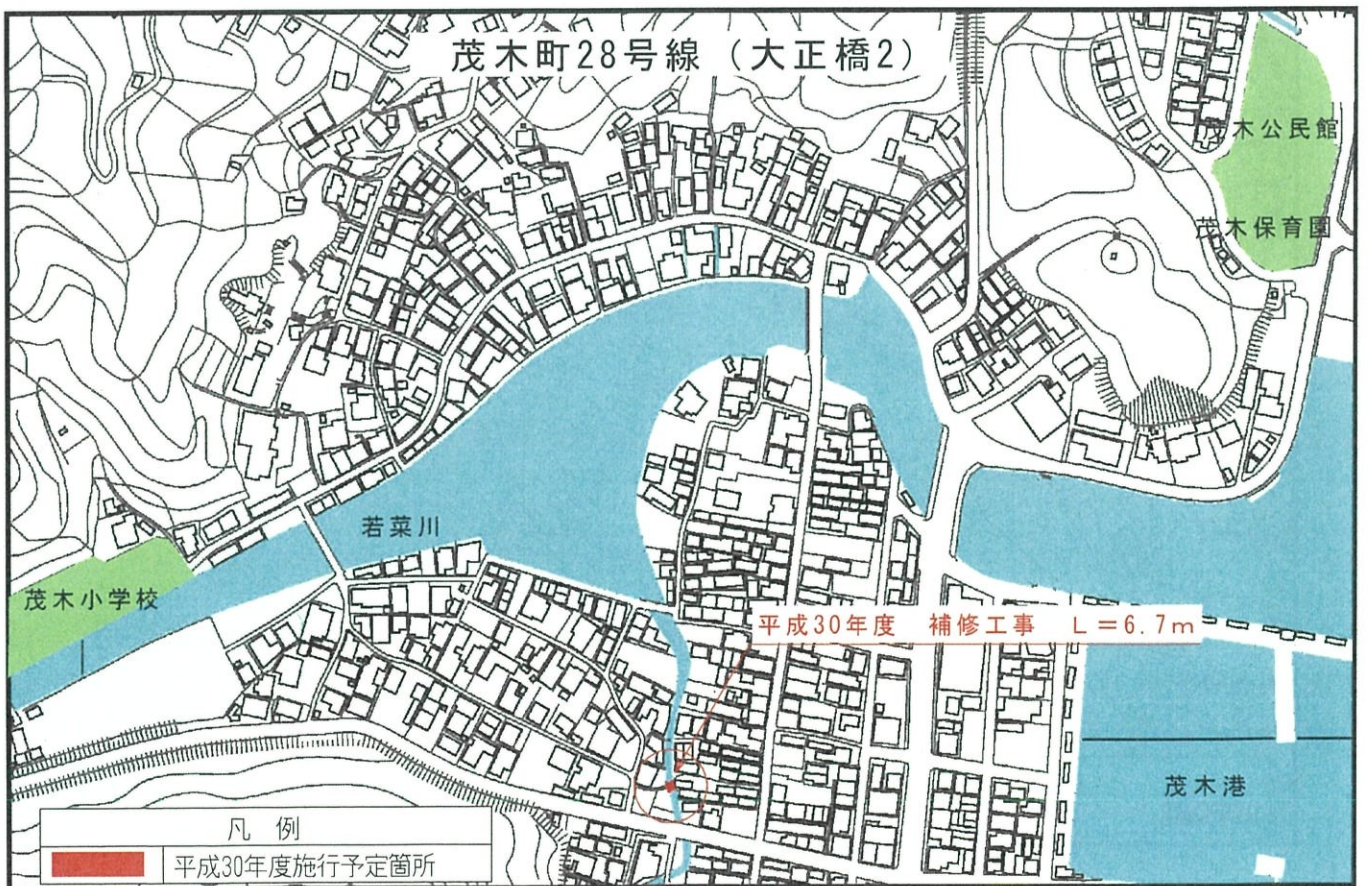 茂木町28号線（大正橋2）
茂木公民館
茂木保育園
若菜川
茂木小学校
平成30年度　補修工事　L＝6.7m
茂木港
凡 例
平成30年度施行予定箇所